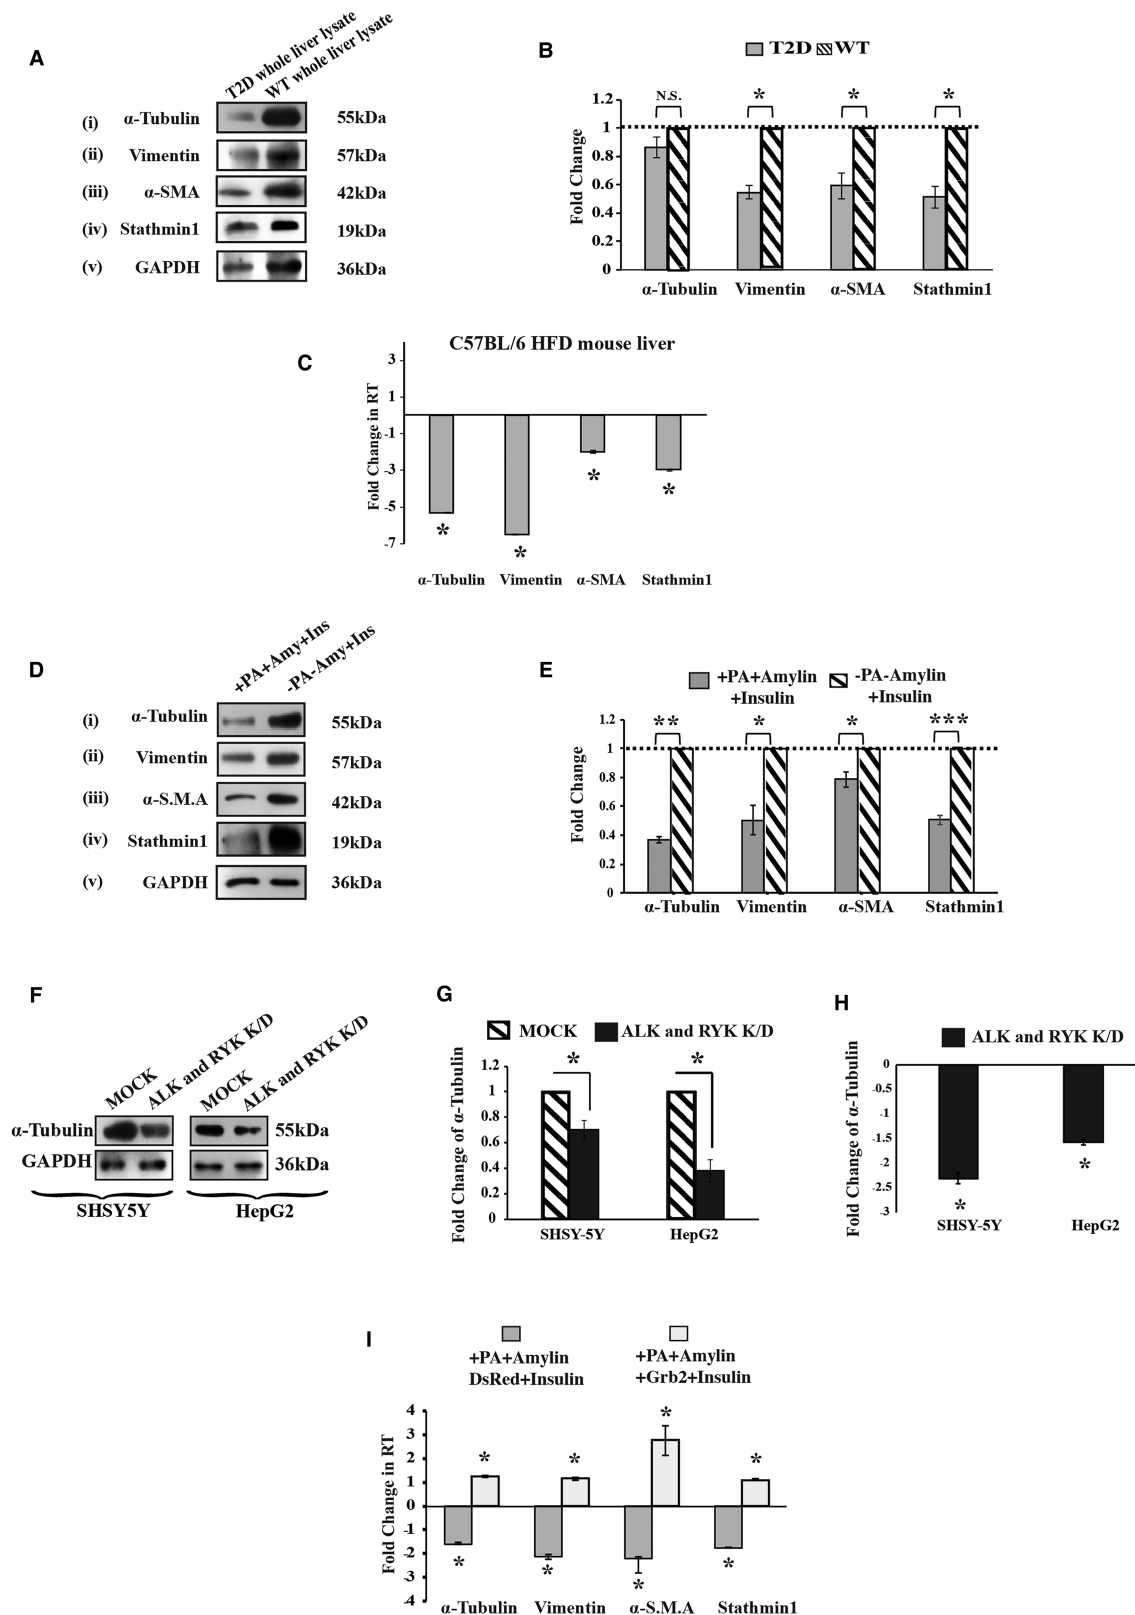 A
T2D whole liver lysate
WT whole liver lysate
(i) α-Tubulin 55kDa
(ii) Vimentin 57kDa
(iii) α-SMA 42kDa
(iv) Stathmin1 19kDa
(v) GAPDH 36kDa
B
T2D WT
N.S. * * *
Fold Change
1.2
1
0.8
0.6
0.4
0.2
0
α-Tubulin Vimentin α-SMA Stathmin1
C
C57BL/6 HFD mouse liver
Fold Change in RT
3
1
-1
-3
-5
-7
* * * *
α-Tubulin Vimentin α-SMA Stathmin1
D
+PA+Amy+Ins
-PA-Amy+Ins
(i) α-Tubulin 55kDa
(ii) Vimentin 57kDa
(iii) α-S.M.A 42kDa
(iv) Stathmin1 19kDa
(v) GAPDH 36kDa
E
+PA+Amylin
+Insulin
-PA-Amylin
+Insulin
** * * ***
Fold Change
1.2
1
0.8
0.6
0.4
0.2
0
α-Tubulin Vimentin α-SMA Stathmin1
F
MOCK
ALK and RYK K/D
MOCK
ALK and RYK K/D
α-Tubulin 55kDa
GAPDH 36kDa
SHSY5Y HepG2
G
MOCK ALK and RYK K/D
* *
Fold Change of α-Tubulin
1.2
1
0.8
0.6
0.4
0.2
0
SHSY-5Y HepG2
H
ALK and RYK K/D
Fold Change of α-Tubulin
0
-0.5
-1
-1.5
-2
-2.5
-3
* *
SHSY-5Y HepG2
I
+PA+Amylin
DsRed+Insulin
+PA+Amylin
+Grb2+Insulin
Fold Change in RT
4
3
2
1
0
-1
-2
-3
-4
* * * *
* * * *
α-Tubulin Vimentin α-S.M.A Stathmin1